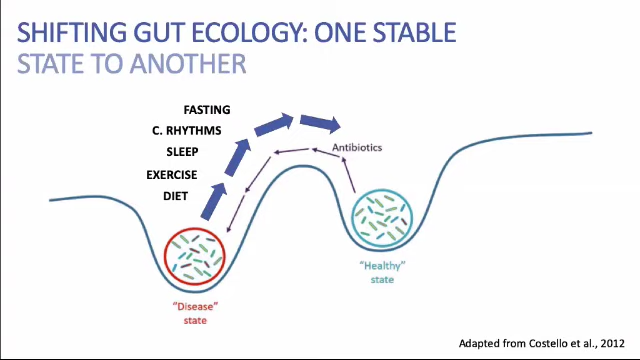 SHIFTING GUT ECOLOGY: ONE STABLE
STATE TO ANOTHER
FASTING
C. RHYTHMS
SLEEP
EXERCISE
DIET
Antibiotics
"Healthy"
state
"Disease"
state
Adapted from Costello et al., 2012